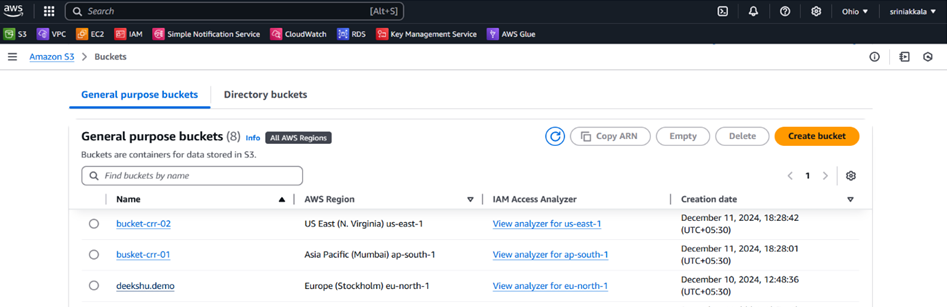 aws
Search [Alt+S] Ohio sriniakkala
S3 VPC EC2 IAM Simple Notification Service CloudWatch RDS Key Management Service AWS Glue
Amazon S3 Buckets
General purpose buckets Directory buckets
General purpose buckets (8) Info All AWS Regions Copy ARN Empty Delete Create bucket
Buckets are containers for data stored in S3.
Find buckets by name 1
Name AWS Region IAM Access Analyzer Creation date
bucket-crr-02 US East (N. Virginia) us-east-1 View analyzer for us-east-1 December 11, 2024, 18:28:42
(UTC+05:30)
busket-crr-01 Asia Pacific (Mumbai) ap-south-1 View analyzer for ap-south-1 December 11, 2024, 18:28:01
(UTC+05:30)
deekshu.demo Europe (Stockholm) eu-north-1 View analyzer for eu-north-1 December 10, 2024, 12:48:36
(UTC+05:30)